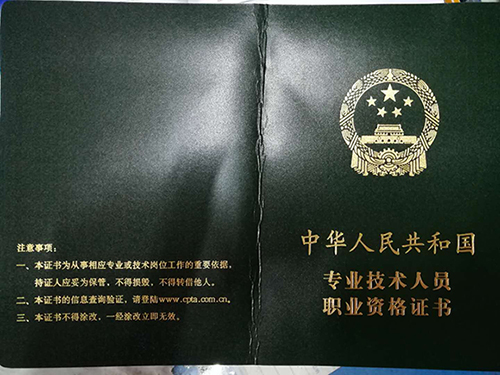 注意事项：
一、本证书为从事相应专业或技术岗位工作的重要依据，
持证人应妥为保管，不得损毁，不得转借他人。
二、本证书的信息查询验证，请登陆www.cpta.com.cn。
三、本证书不得涂改，一经涂改立即无效。
中华人民共和国
专业技术人员
职业资格证书